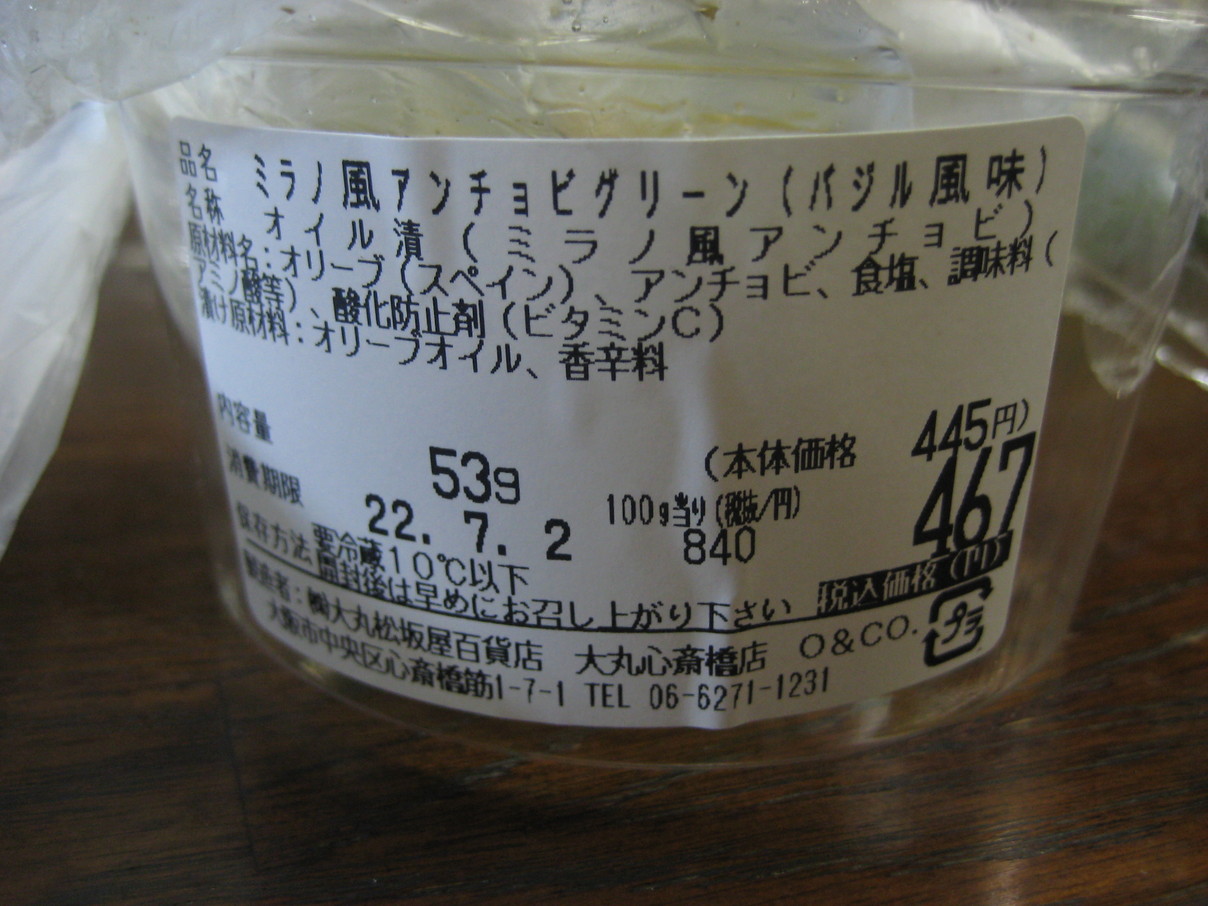 品名 ミラノ風アンチョビグリーン(バジル風味)
名称 オイル漬(ミラノ風アンチョビ)
原材料名:オリーブ(スペイン)、アンチョビ、食塩、調味料(
アミノ酸等)、酸化防止剤(ビタミンC)
漬け原材料:オリーブオイル、香辛料
内容量 53g (本体価格 445円)
消費期限 22. 7. 2 100g当り(税抜/円) 840 467
保存方法 要冷蔵10℃以下
開封後は早めにお召し上がり下さい 税込価格(円)
製造者:㈱大丸松坂屋百貨店 大丸心斎橋店 O&CO. プラ
大阪市中央区心斎橋筋1-7-1 TEL 06-6271-1231